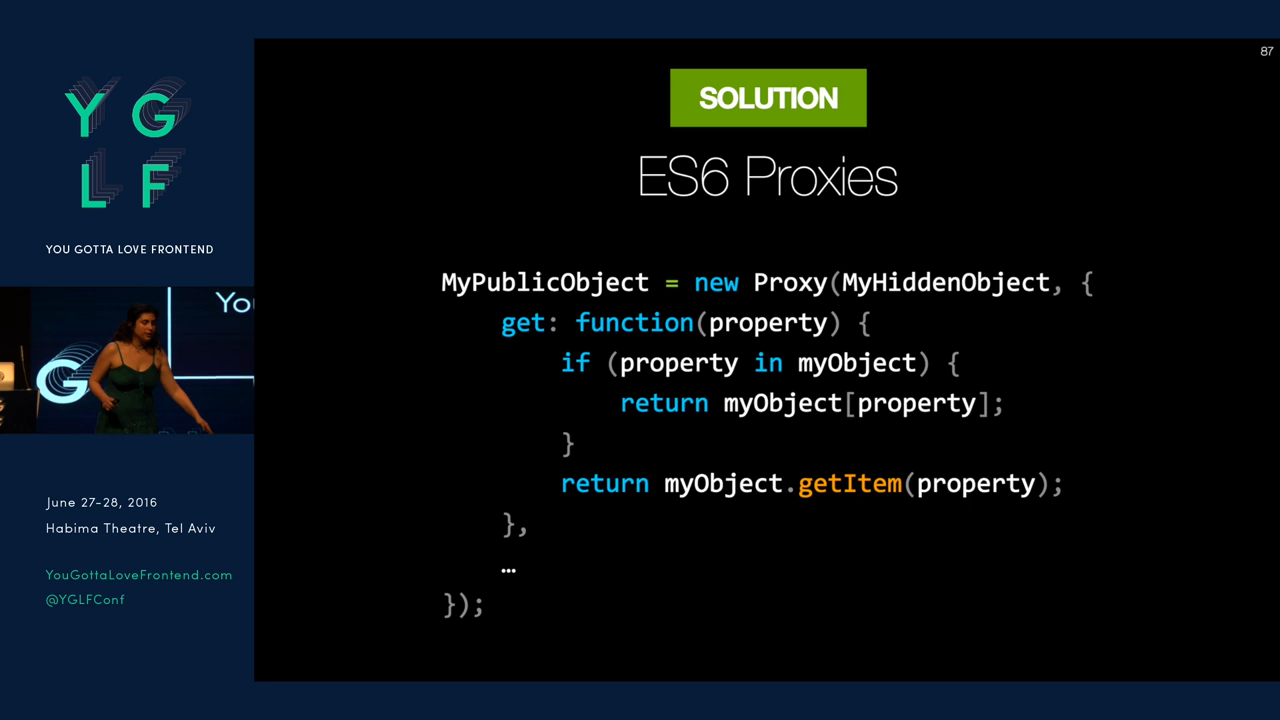 Y G
L F
YOU GOTTA LOVE FRONTEND
Yo
G
June 27-28, 2016
Habima Theatre, Tel Aviv
YouGottaLoveFrontend.com
@YGLFConf
87
SOLUTION
ES6 Proxies
MyPublicObject = new Proxy(MyHiddenObject, {
get: function(property) {
if (property in myObject) {
return myObject[property];
}
return myObject.getItem(property);
},
…
});